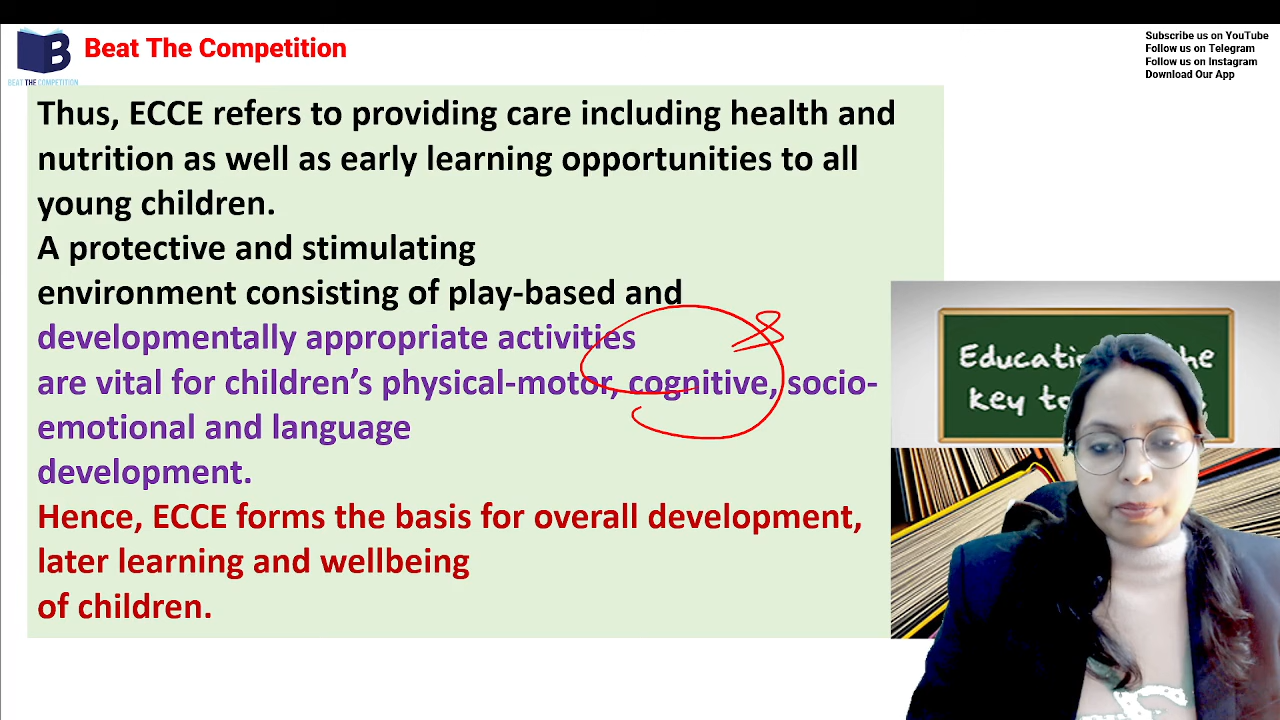 Beat The Competition
BEAT THE COMPETITION
Subscribe us on YouTube
Follow us on Telegram
Follow us on Instagram
Download Our App
Thus, ECCE refers to providing care including health and
nutrition as well as early learning opportunities to all
young children.
A protective and stimulating
environment consisting of play-based and
developmentally appropriate activities
are vital for children’s physical-motor, cognitive, socio-
emotional and language
development.
Hence, ECCE forms the basis for overall development,
later learning and wellbeing
of children.
key